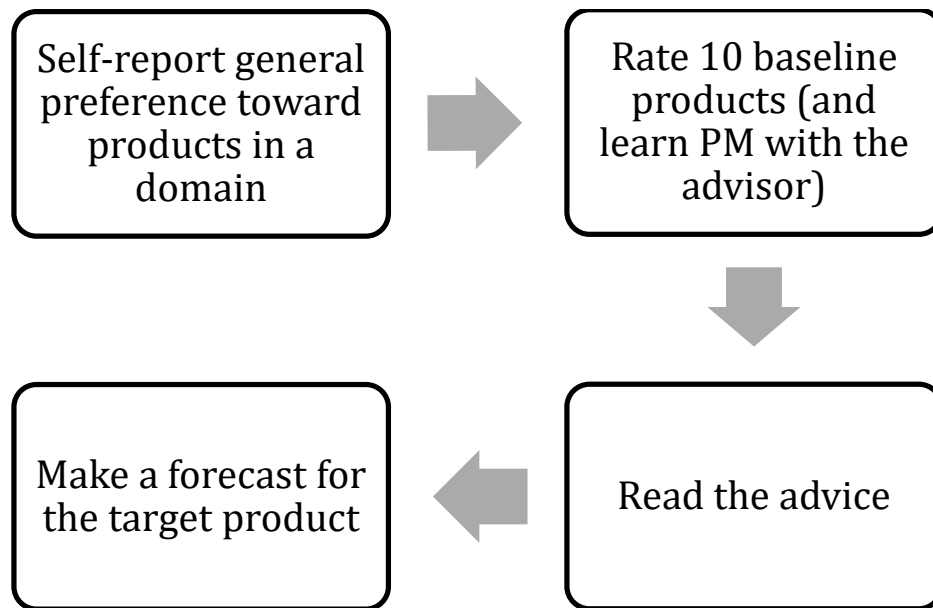 Self-report general
preference toward
products in a
domain
Rate 10 baseline
products (and
learn PM with the
advisor)
Read the advice
Make a forecast for
the target product